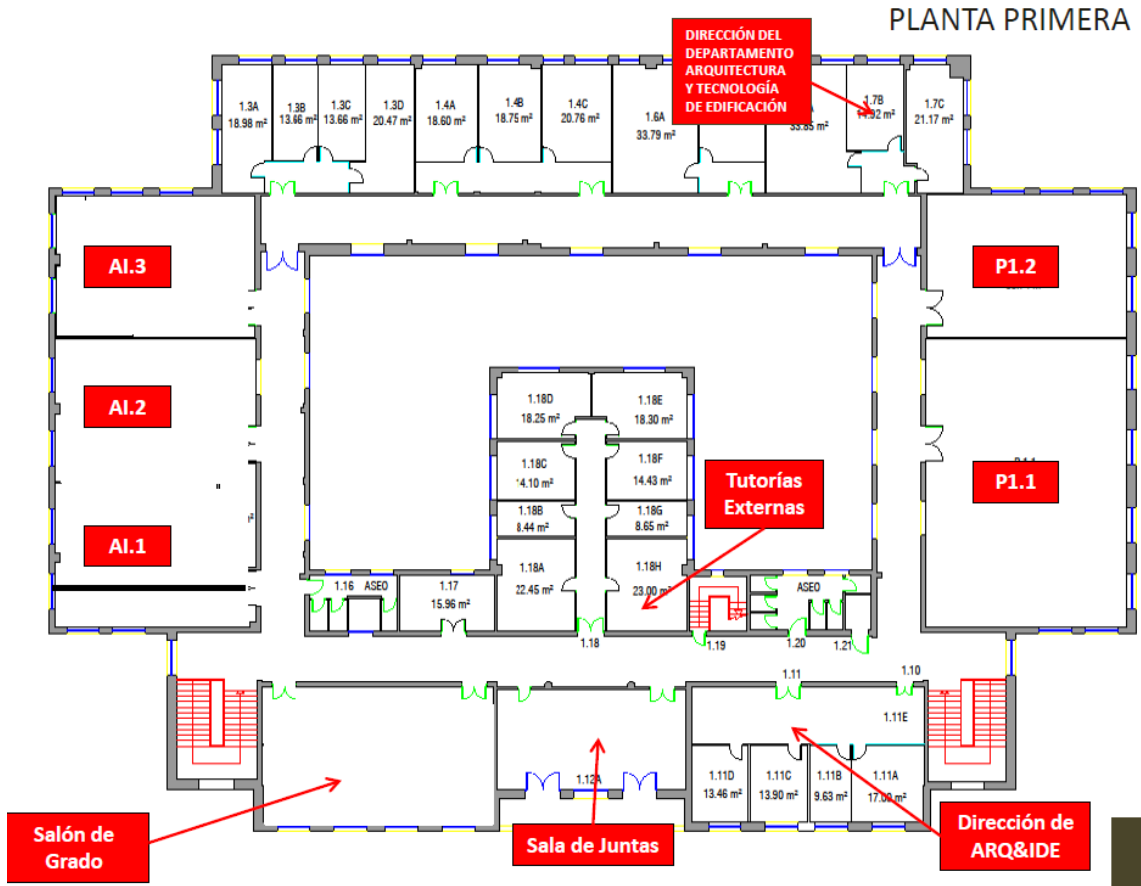 PLANTA PRIMERA
DIRECCIÓN DEL
DEPARTAMENTO
ARQUITECTURA
Y TECNOLOGÍA
DE EDIFICACIÓN
1.3A
18.98 m²
1.3B
13.66 m²
1.3C
13.66 m²
1.3D
20.47 m²
1.4A
18.60 m²
1.4B
18.75 m²
1.4C
20.76 m²
1.6A
33.79 m²
33.85 m²
1.7B
1.7C
21.17 m²
AI.3
P1.2
AI.2
P1.1
AI.1
1.18D
18.25 m²
1.18E
18.30 m²
1.18C
14.10 m²
1.18F
14.43 m²
1.18B
8.44 m²
1.18G
8.65 m²
1.18A
22.45 m²
1.18H
23.00 m²
Tutorías
Externas
1.16 ASEO
1.17
15.96 m²
ASEO
1.18
1.19
1.20
1.21
1.11
1.10
1.11E
1.12A
1.11D
13.46 m²
1.11C
13.90 m²
1.11B
9.63 m²
1.11A
Salón de
Grado
Sala de Juntas
Dirección de
ARQ&IDE